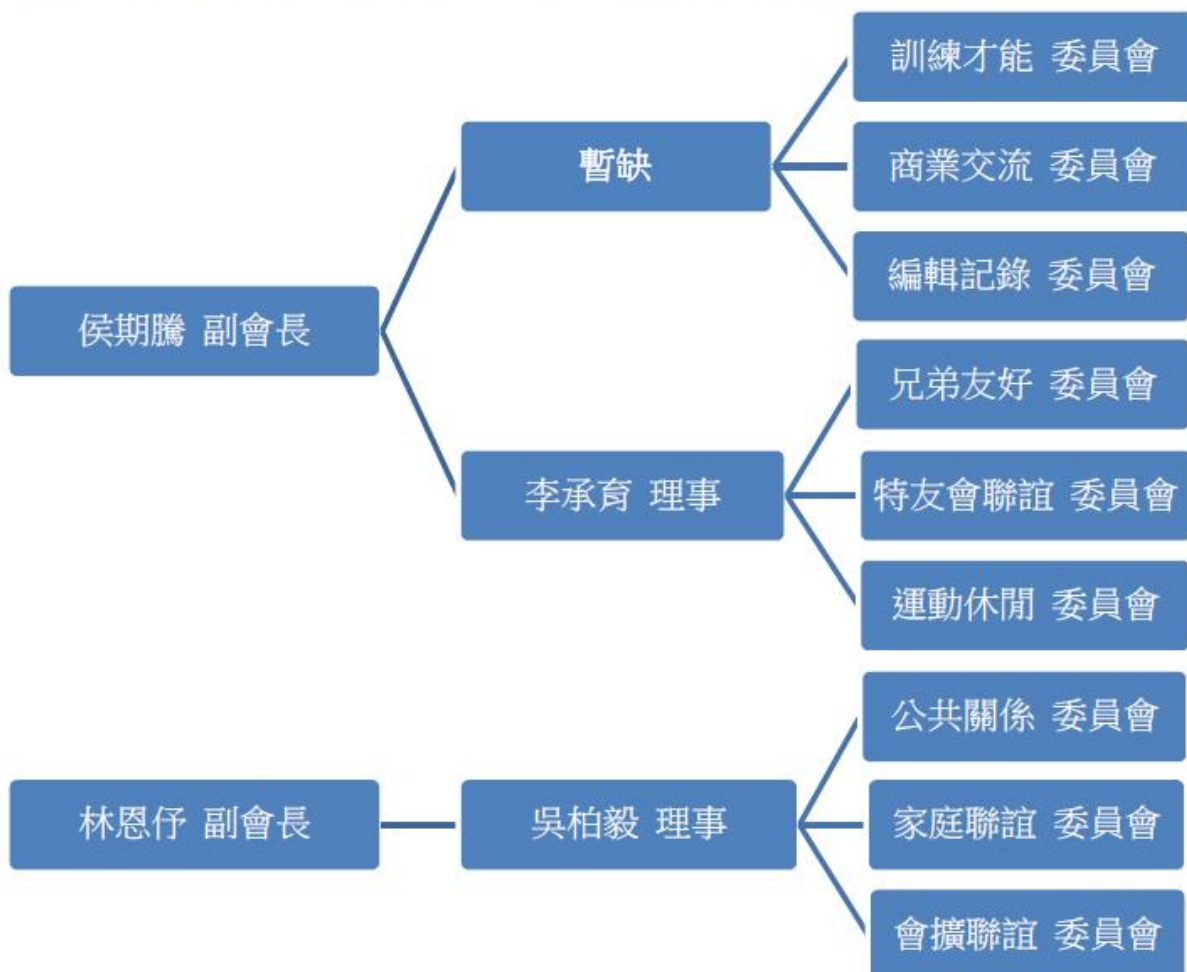 侯期騰 副會長
暫缺
訓練才能 委員會
商業交流 委員會
編輯記錄 委員會
李承育 理事
兄弟友好 委員會
特友會聯誼 委員會
運動休閒 委員會
林恩伃 副會長
吳柏毅 理事
公共關係 委員會
家庭聯誼 委員會
會擴聯誼 委員會